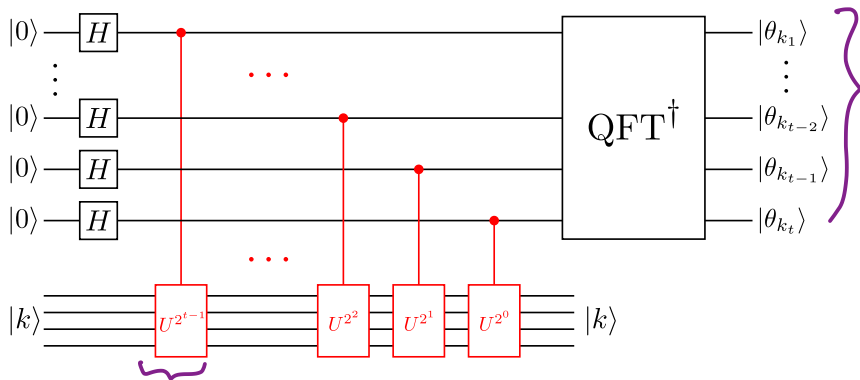 |0⟩ H |θ_{k_1}⟩
⋮ ⋯ ⋮
|0⟩ H QFT† |θ_{k_{t-2}}⟩
|0⟩ H |θ_{k_{t-1}}⟩
|0⟩ H |θ_{k_t}⟩
⋯
|k⟩ U^{2^{t-1}} U^{2^2} U^{2^1} U^{2^0} |k⟩